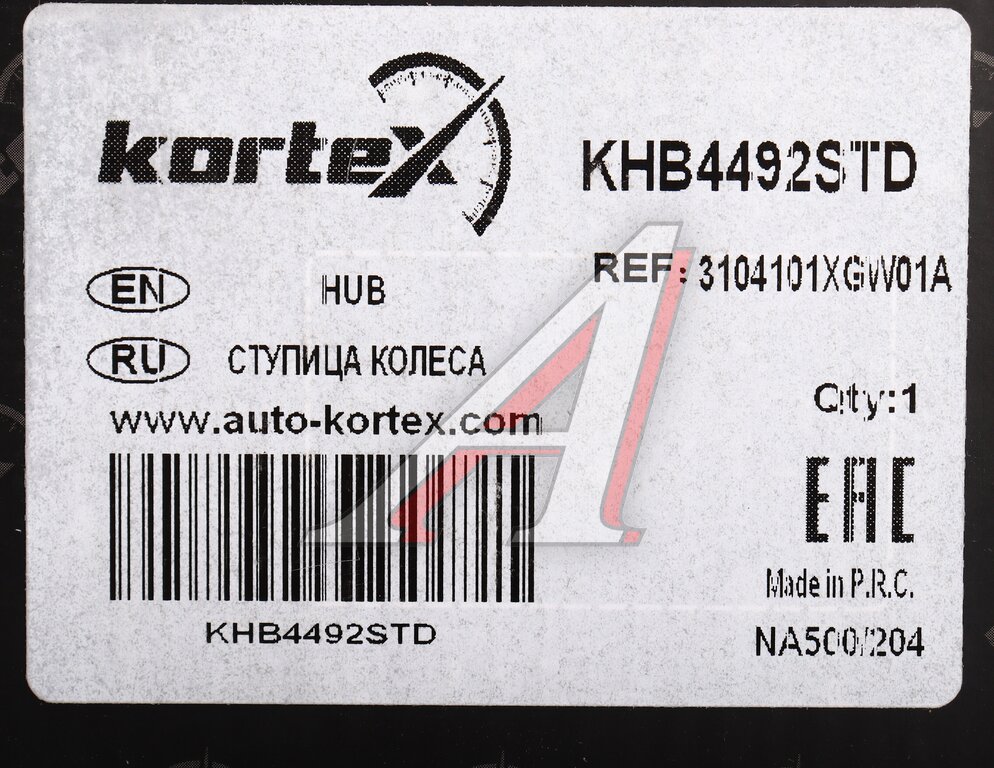 kortex
KHB4492STD
REF: 3104101XGW01A
EN HUB
RU СТУПИЦА КОЛЕСА
www.auto-kortex.com
Qty:1
EAC
Made in P.R.C.
KHB4492STD
NA500/204